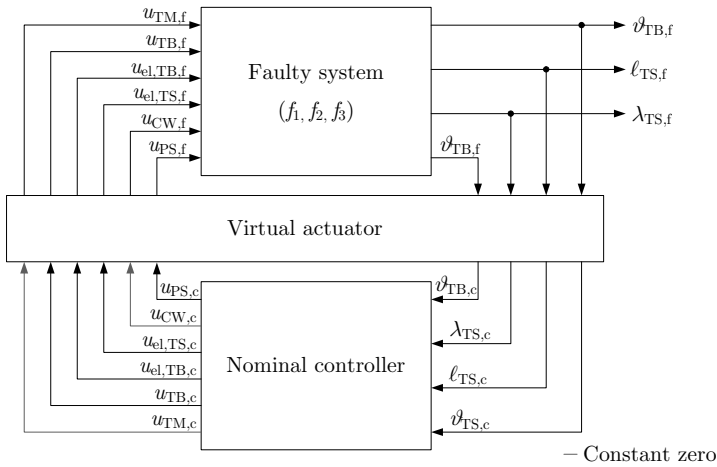 u_TM,f
ϑ_TB,f
u_TB,f
u_el,TB,f
Faulty system
ℓ_TS,f
u_el,TS,f
(f_1, f_2, f_3)
λ_TS,f
u_CW,f
u_PS,f
ϑ_TB,f
Virtual actuator
u_PS,c
ϑ_TB,c
u_CW,c
λ_TS,c
u_el,TS,c
Nominal controller
u_el,TB,c
ℓ_TS,c
u_TB,c
u_TM,c
ϑ_TS,c
— Constant zero